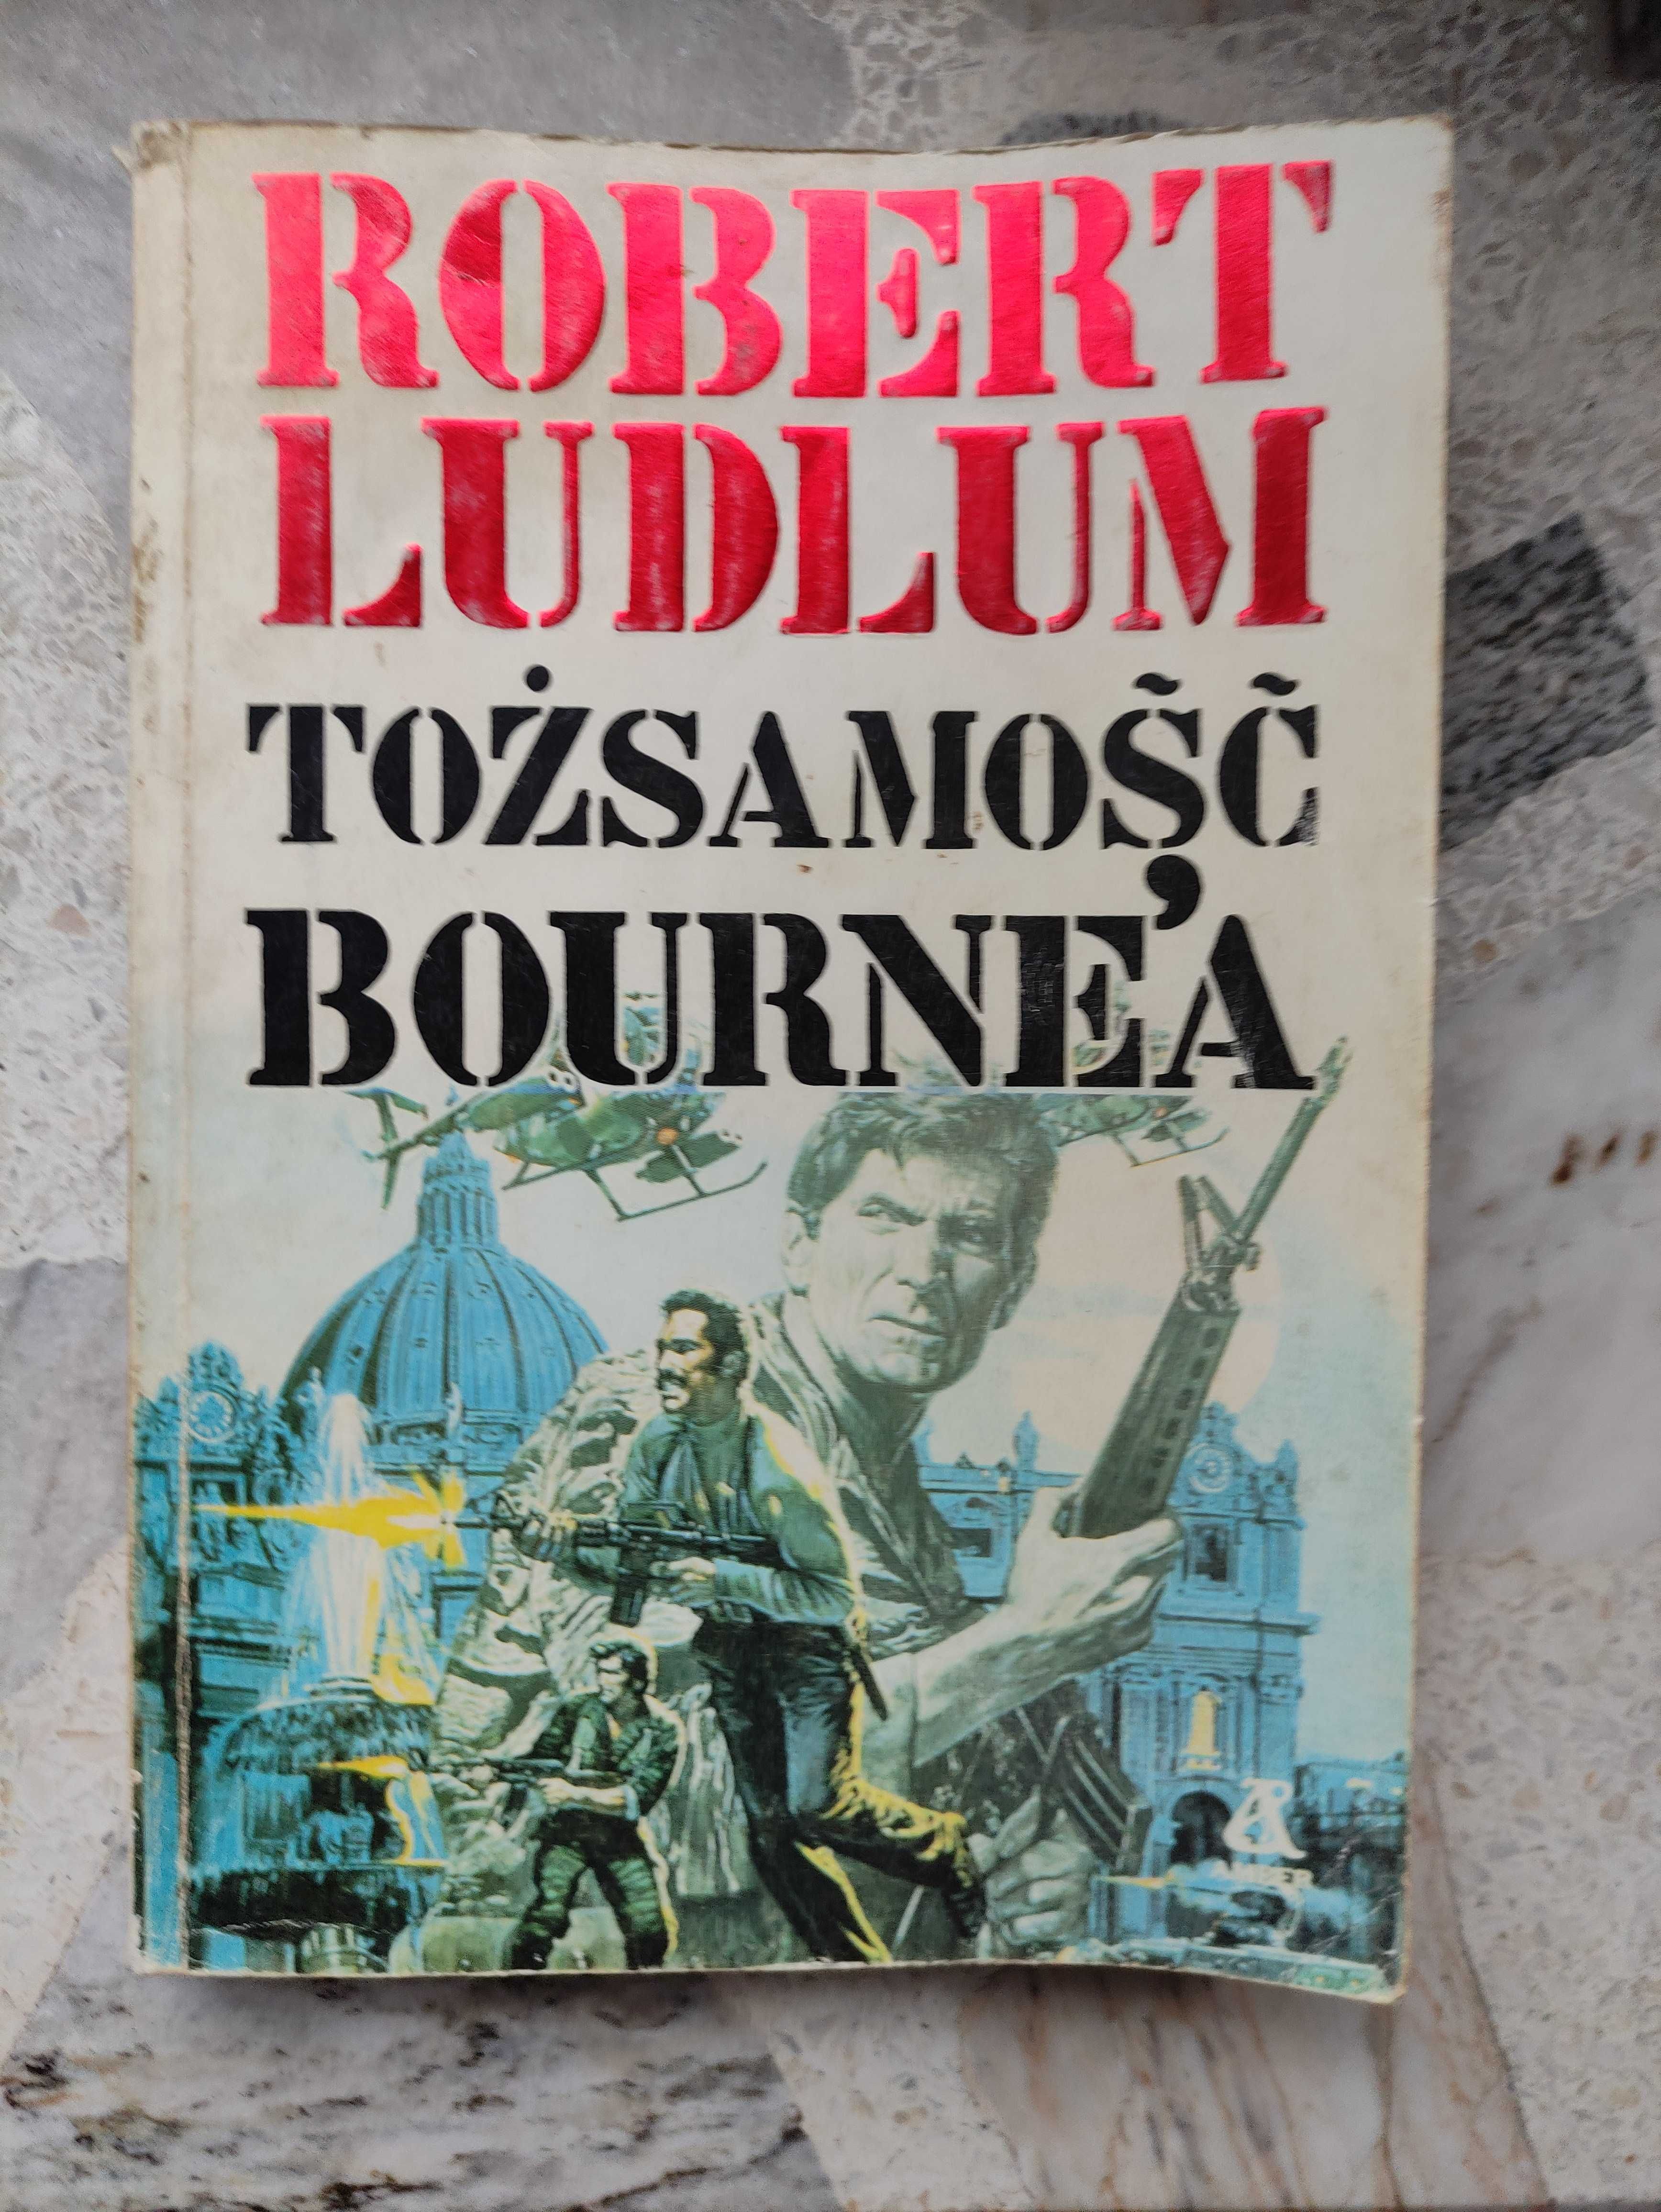 ROBERT
LUDLUM
TOŻSAMOŚĆ
BOURNE'A
AMBER